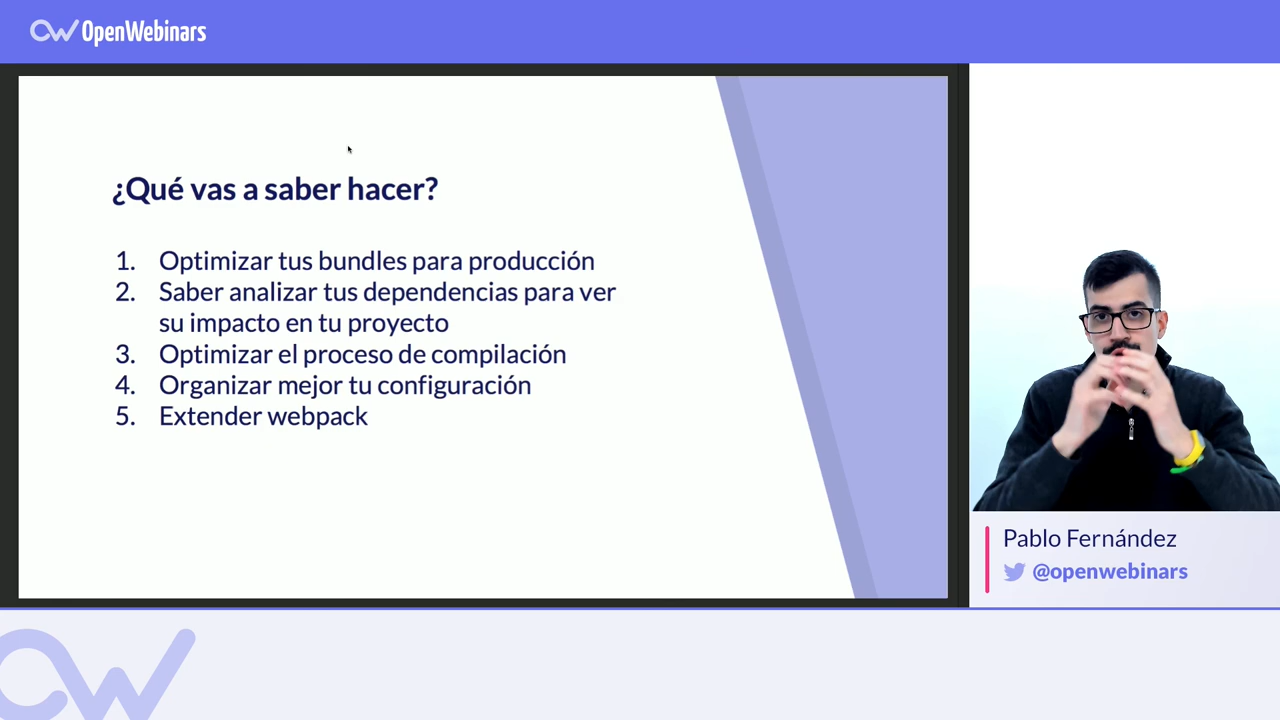 OpenWebinars
¿Qué vas a saber hacer?
1. Optimizar tus bundles para producción
2. Saber analizar tus dependencias para ver
su impacto en tu proyecto
3. Optimizar el proceso de compilación
4. Organizar mejor tu configuración
5. Extender webpack
Pablo Fernández
@openwebinars